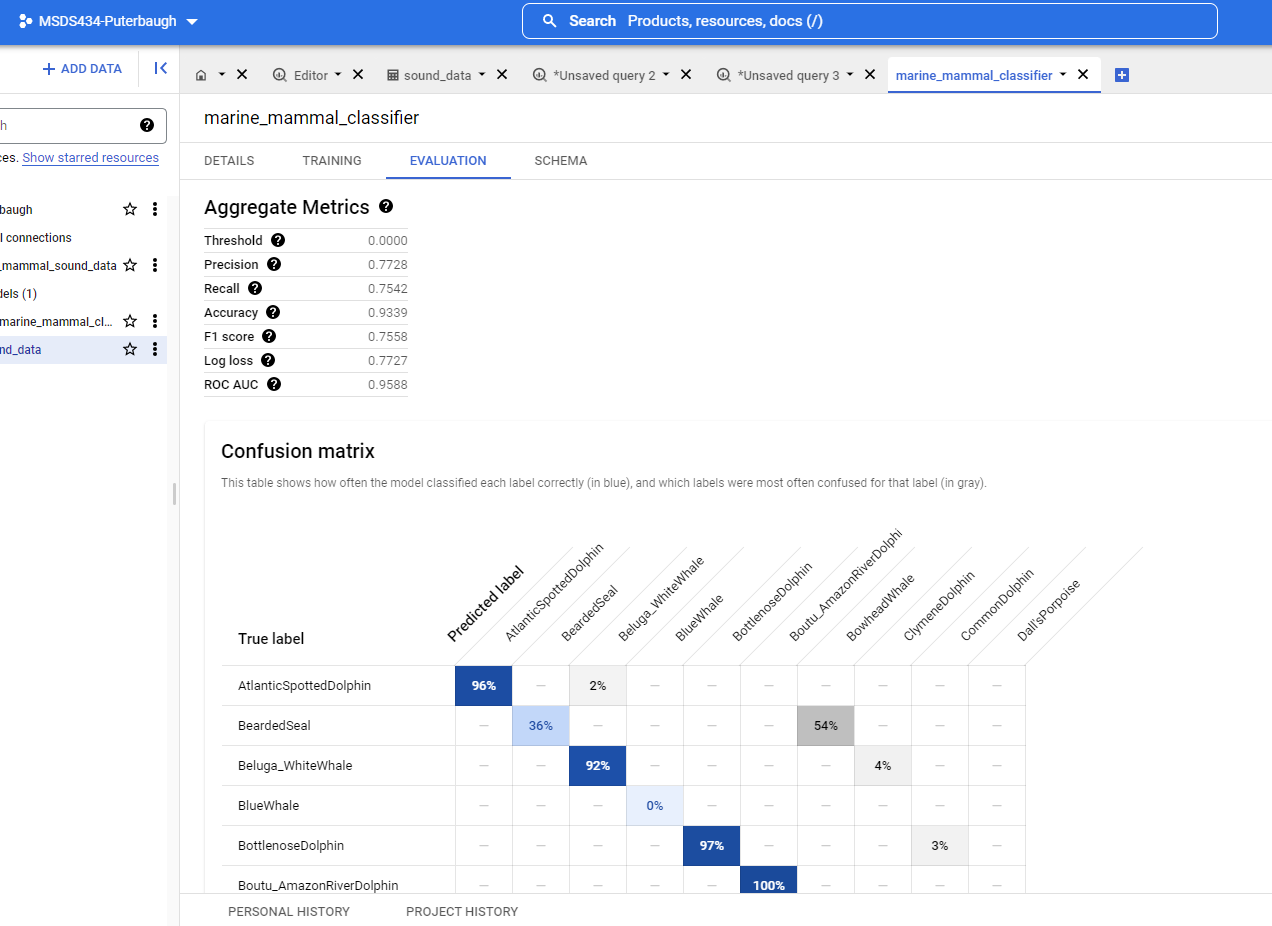 MSDS434-Puterbaugh
Search Products, resources, docs (/)
+ ADD DATA
Editor
sound_data
*Unsaved query 2
*Unsaved query 3
marine_mammal_classifier
h
ces. Show starred resources
baugh
l connections
_mammal_sound_data
dels (1)
marine_mammal_cl...
nd_data
marine_mammal_classifier
DETAILS TRAINING EVALUATION SCHEMA
Aggregate Metrics
Threshold 0.0000
Precision 0.7728
Recall 0.7542
Accuracy 0.9339
F1 score 0.7558
Log loss 0.7727
ROC AUC 0.9588
Confusion matrix
This table shows how often the model classified each label correctly (in blue), and which labels were most often confused for that label (in gray).
True label
Predicted label
AtlanticSpottedDolphin
BeardedSeal
Beluga_WhiteWhale
BlueWhale
BottlenoseDolphin
Boutu_AmazonRiverDolphi
BowheadWhale
ClymeneDolphin
CommonDolphin
Dall'sPorpoise
AtlanticSpottedDolphin 96% — 2% — — — — — — —
BeardedSeal — 36% — — — — 54% — — —
Beluga_WhiteWhale — — 92% — — — — 4% — —
BlueWhale — — — 0% — — — — — —
BottlenoseDolphin — — — — 97% — — — 3% —
Boutu_AmazonRiverDolphin — — — — — 100% — — — —
PERSONAL HISTORY PROJECT HISTORY